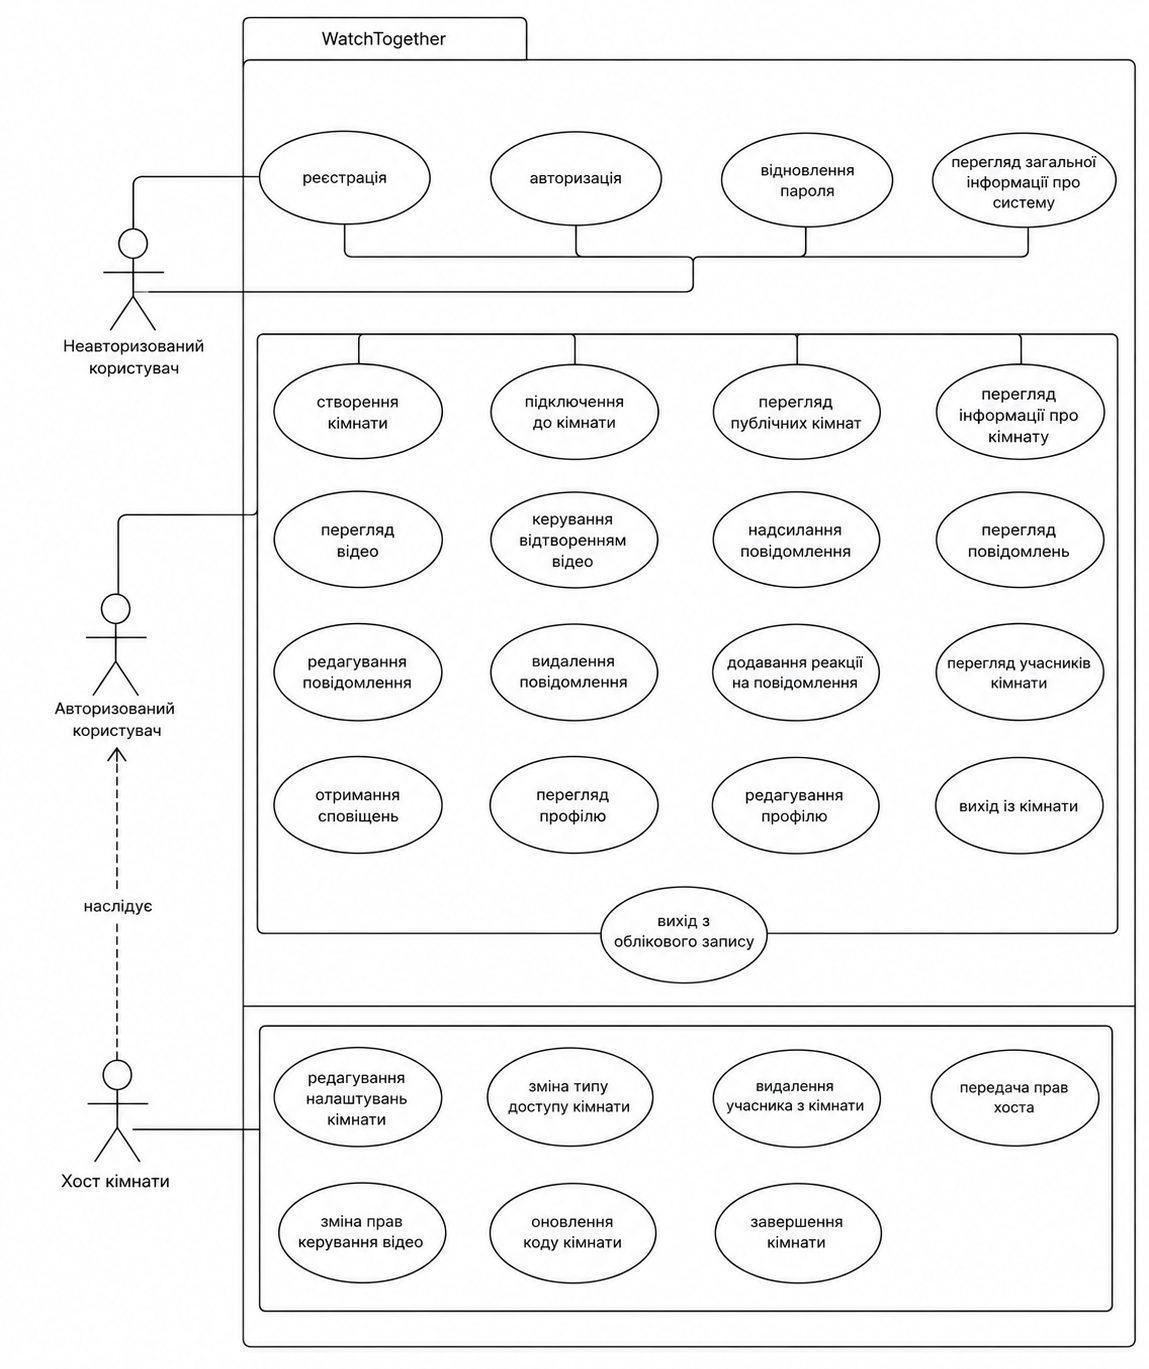 WatchTogether
реєстрація
авторизація
відновлення
пароля
перегляд загальної
інформації про
систему
Неавторизований
користувач
створення
кімнати
підключення
до кімнати
перегляд
публічних кімнат
перегляд
інформації про
кімнату
перегляд
відео
керування
відтворенням
відео
надсилання
повідомлення
перегляд
повідомлень
редагування
повідомлення
видалення
повідомлення
додавання реакції
на повідомлення
перегляд учасників
кімнати
Авторизований
користувач
отримання
сповіщень
перегляд
профілю
редагування
профілю
вихід із кімнати
наслідує
вихід з
облікового запису
редагування
налаштувань
кімнати
зміна типу
доступу кімнати
видалення
учасника з кімнати
передача прав
хоста
Хост кімнати
зміна прав
керування відео
оновлення
коду кімнати
завершення
кімнати